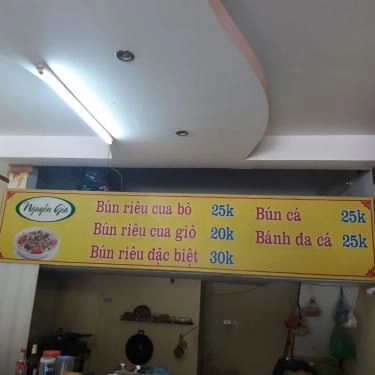 Nguyễn Gia
Bún riêu cua bò 25k
Bún riêu cua giò 20k
Bún riêu đặc biệt 30k
Bún cá 25k
Bánh đa cá 25k